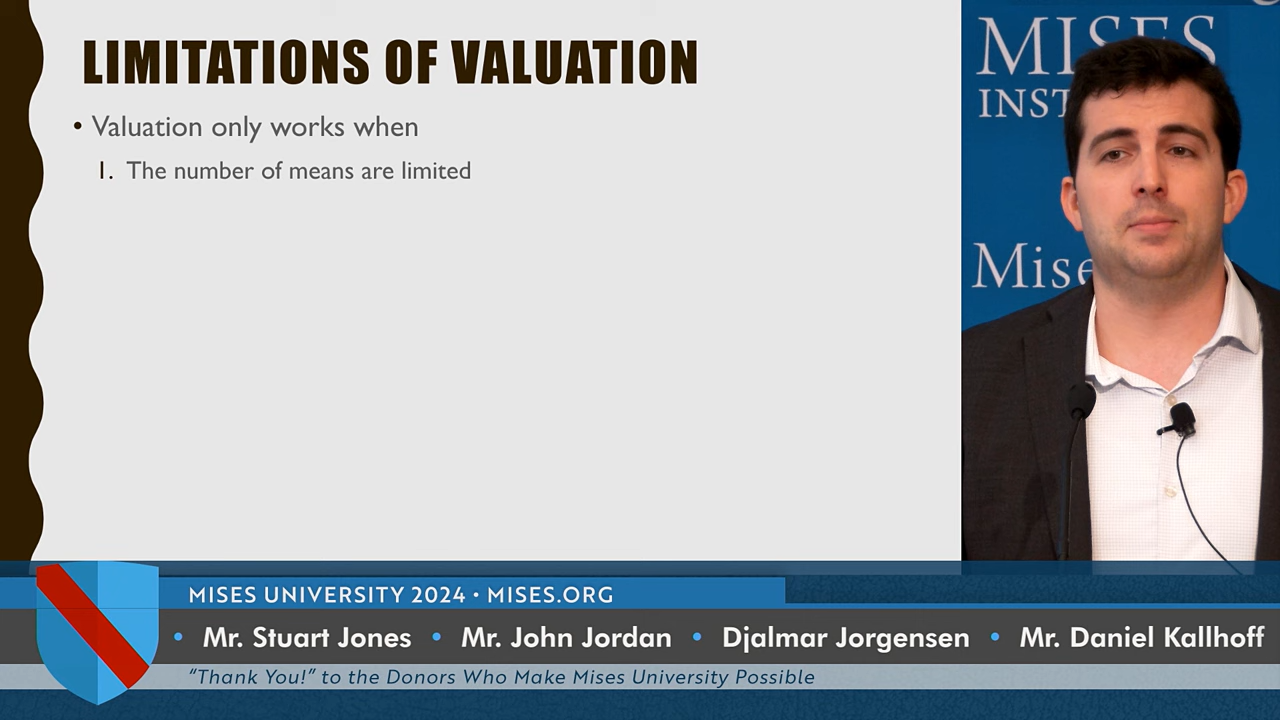 LIMITATIONS OF VALUATION
• Valuation only works when
1. The number of means are limited
MISES
INST
Mise
MISES UNIVERSITY 2024 • MISES.ORG
• Mr. Stuart Jones • Mr. John Jordan • Djalmar Jorgensen • Mr. Daniel Kallhoff
“Thank You!” to the Donors Who Make Mises University Possible